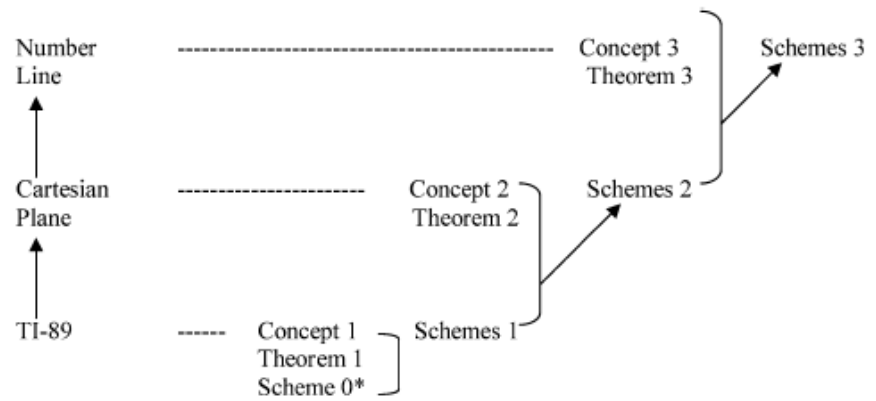 Number ------------------------------------------ Concept 3 Schemes 3
Line Theorem 3
Cartesian --------------------- Concept 2 Schemes 2
Plane Theorem 2
TI-89 ------ Concept 1 Schemes 1
Theorem 1
Scheme 0*